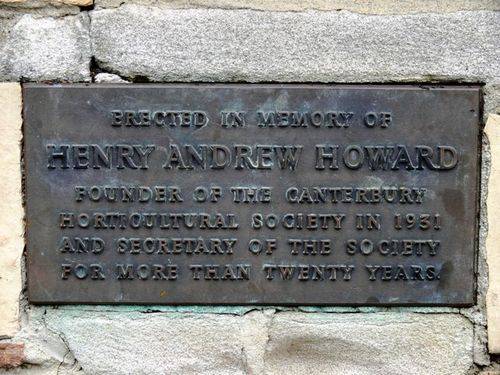 ERECTED IN MEMORY OF
HENRY ANDREW HOWARD
FOUNDER OF THE CANTERBURY
HORTICULTURAL SOCIETY IN 1931
AND SECRETARY OF THE SOCIETY
FOR MORE THAN TWENTY YEARS.